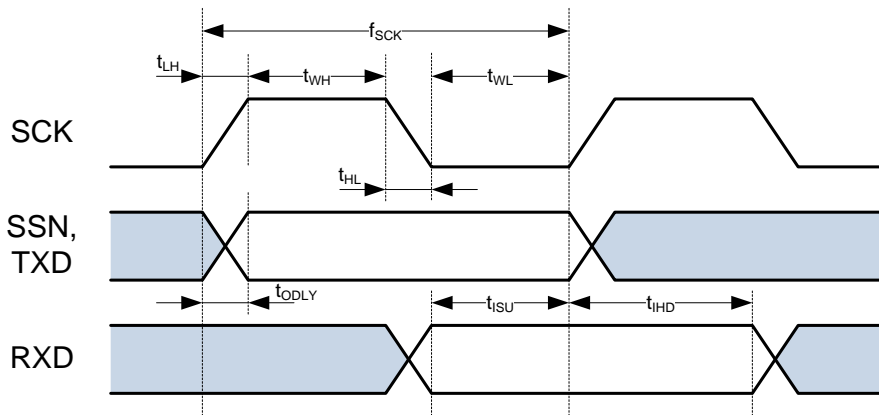 fSCK
tLH
tWH
tWL
SCK
tHL
SSN,
TXD
tODLY
tISU
tIHD
RXD